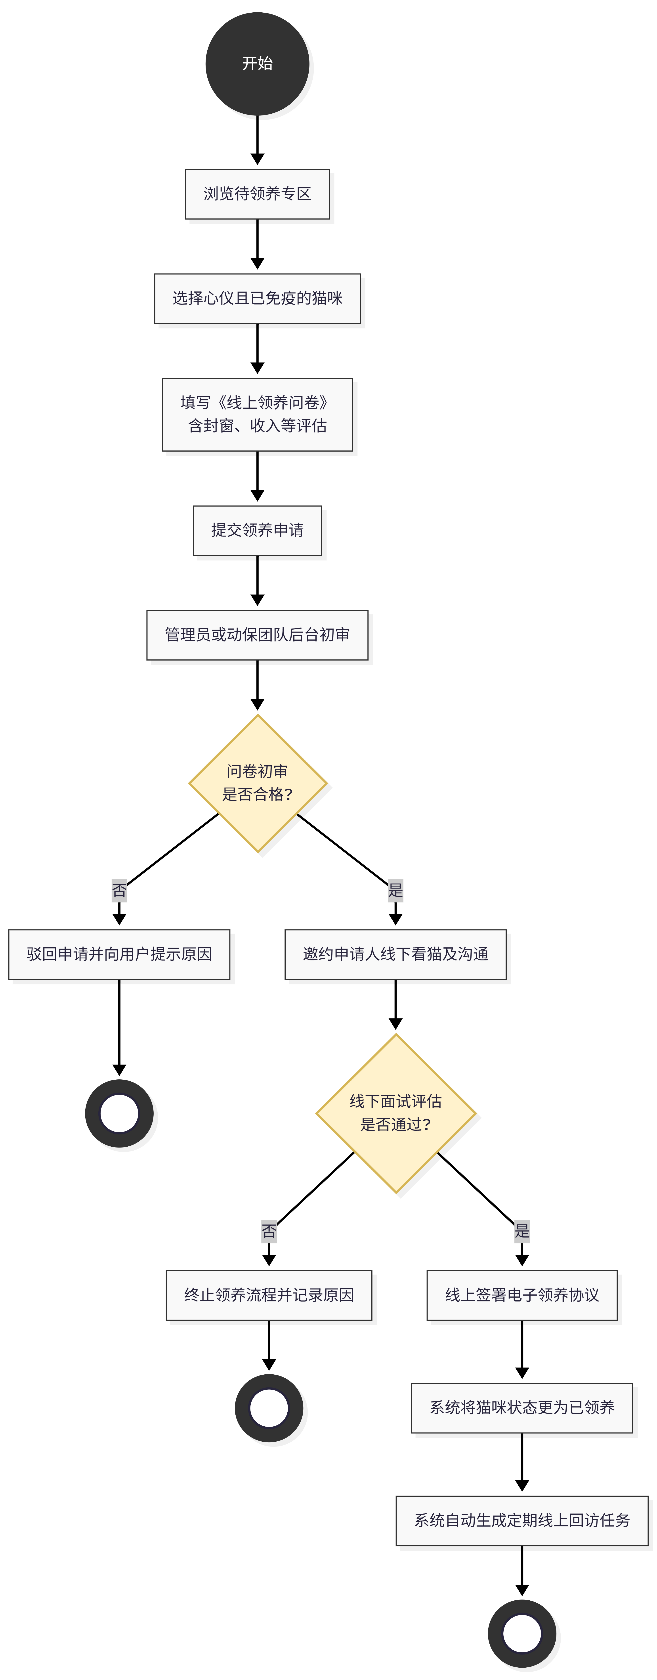 开始
浏览待领养专区
选择心仪且已免疫的猫咪
填写《线上领养问卷》
含封窗、收入等评估
提交领养申请
管理员或动保团队后台初审
问卷初审
是否合格?
否
是
驳回申请并向用户提示原因
邀约申请人线下看猫及沟通
线下面试评估
是否通过?
否
是
终止领养流程并记录原因
线上签署电子领养协议
系统将猫咪状态更为已领养
系统自动生成定期线上回访任务